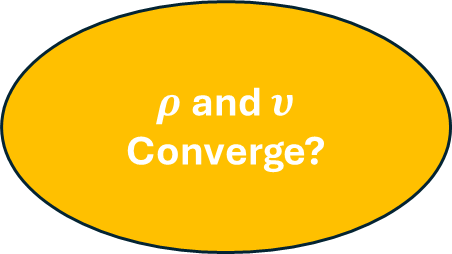 ρ and υ
Converge?